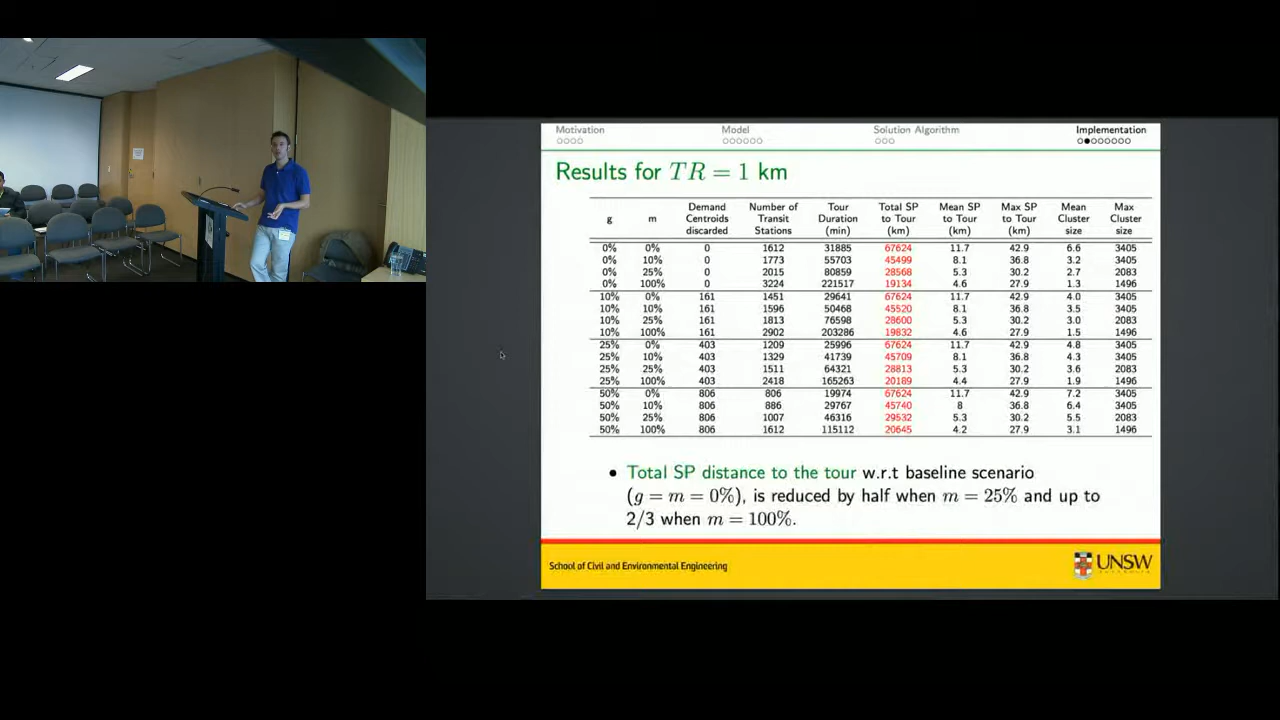 Motivation Model Solution Algorithm Implementation
Results for TR = 1 km
g m Demand Centroids discarded Number of Transit Stations Tour Duration (min) Total SP to Tour (km) Mean SP to Tour (km) Max SP to Tour (km) Mean Cluster size Max Cluster size
0% 0% 0 1612 31885 67624 11.7 42.9 6.6 3405
0% 10% 0 1773 55703 45499 8.1 36.8 3.2 3405
0% 25% 0 2015 80859 28568 5.3 30.2 2.7 2083
0% 100% 0 3224 221517 19134 4.6 27.9 1.3 1496
10% 0% 161 1451 29641 67624 11.7 42.9 4.0 3405
10% 10% 161 1596 50468 45520 8.1 36.8 3.5 3405
10% 25% 161 1813 76598 28600 5.3 30.2 3.0 2083
10% 100% 161 2902 203286 19832 4.6 27.9 1.5 1496
25% 0% 403 1209 25996 67624 11.7 42.9 4.8 3405
25% 10% 403 1329 41739 45709 8.1 36.8 4.3 3405
25% 25% 403 1511 64321 28813 5.3 30.2 3.6 2083
25% 100% 403 2418 165263 20189 4.4 27.9 1.9 1496
50% 0% 806 806 19974 67624 11.7 42.9 7.2 3405
50% 10% 806 886 29767 45740 8 36.8 6.4 3405
50% 25% 806 1007 46316 29532 5.3 30.2 5.5 2083
50% 100% 806 1612 115112 20645 4.2 27.9 3.1 1496
• Total SP distance to the tour w.r.t baseline scenario
(g = m = 0%), is reduced by half when m = 25% and up to
2/3 when m = 100%.
School of Civil and Environmental Engineering
UNSW